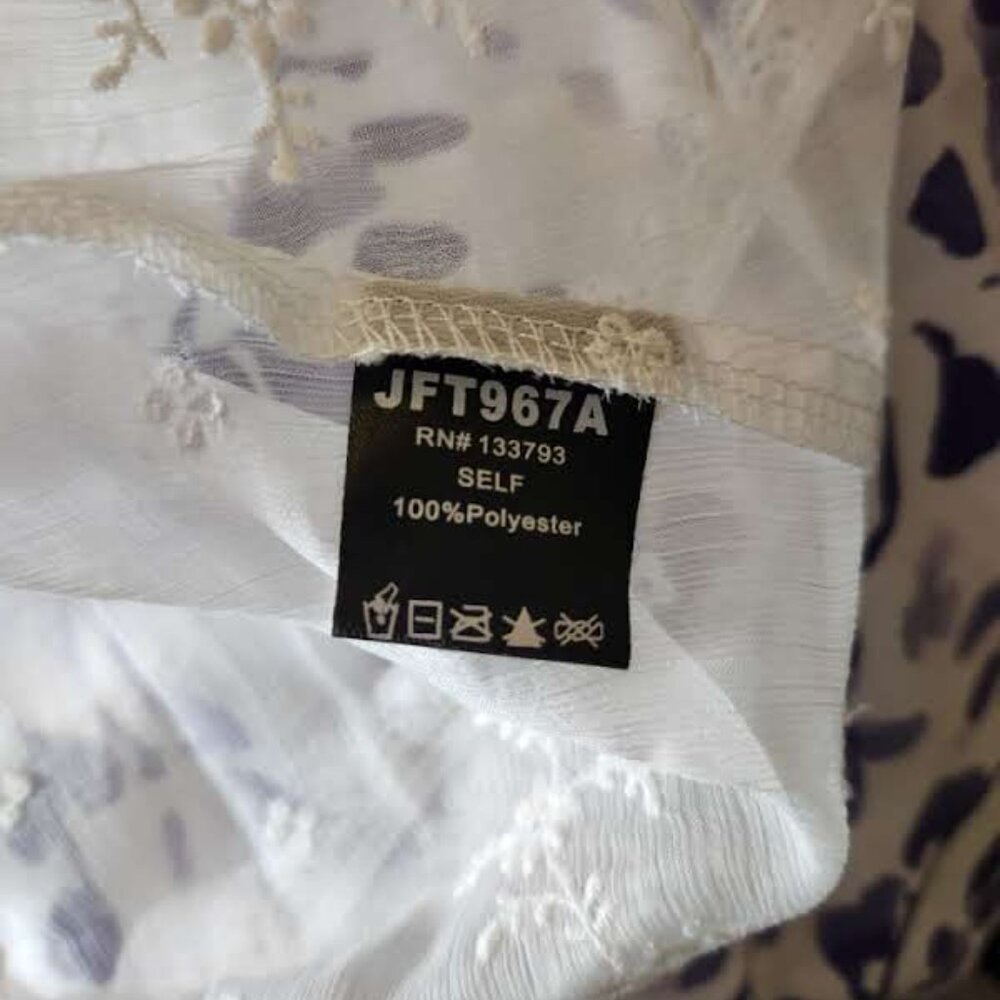 JFT967A
RN# 133793
SELF
100%Polyester